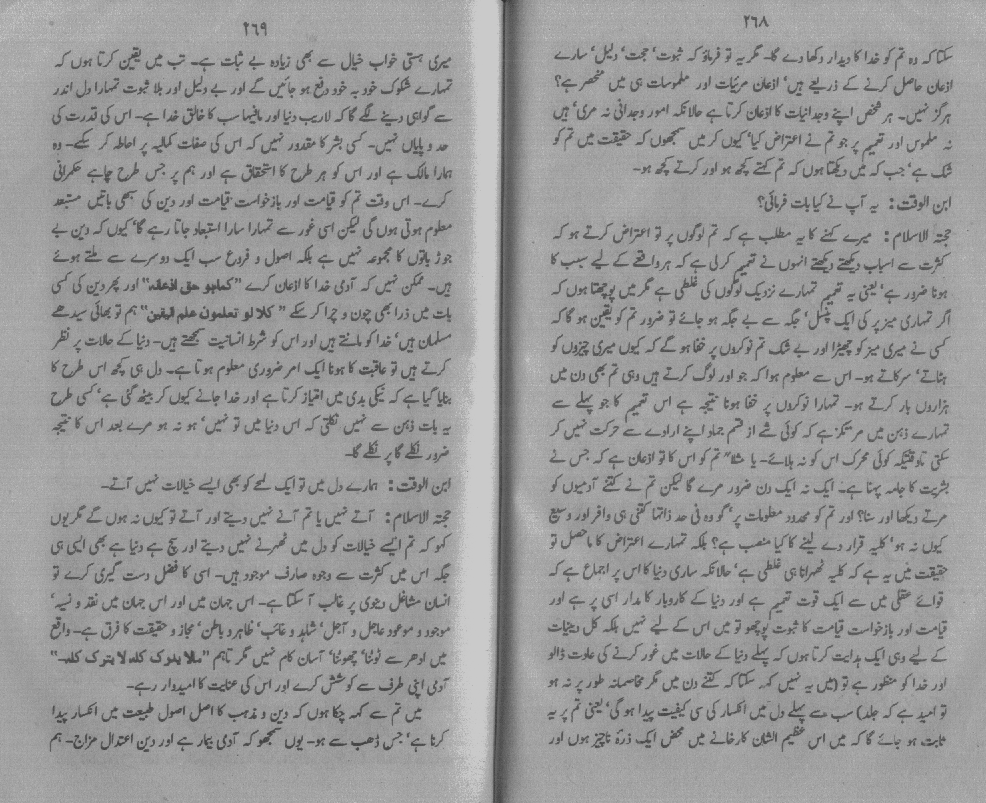 ۲۶۸
سکتا کہ وہ تم کو خدا کا دیدار دکھا دے گا۔ مگر یہ تو فرماؤ کہ ثبوت‘ حجت‘ دلیل‘ سارے
اذعان حاصل کرنے کے ذریعے ہیں‘ اذعان مرئیات اور ملموسات ہی میں منحصر ہے؟
ہرگز نہیں۔ ہر شخص اپنے وجدانیات کا اذعان کرتا ہے حالانکہ امور وجدانی نہ مری‘ ہیں
نہ ملموس اور تعمیم پر جو تم نے اعتراض کیا‘ کیوں کر میں سمجھوں کہ حقیقت میں تم کو
شک ہے‘ جب کہ میں دیکھتا ہوں کہ تم کہتے کچھ ہو اور کرتے کچھ ہو۔
ابن الوقت: یہ آپ نے کیا بات فرمائی؟
حجتہ الاسلام: میرے کہنے کا یہ مطلب ہے کہ تم لوگوں پر تو اعتراض کرتے ہو کہ
کثرت سے اسباب دیکھتے دیکھتے انہوں نے تعمیم کر لی ہے کہ ہر واقعے کے لیے سبب کا
ہونا ضرور ہے‘ یعنی یہ تعمیم تمہارے نزدیک لوگوں کی غلطی ہے مگر میں پوچھتا ہوں کہ
اگر تمہاری میز پر کی ایک پنسل‘ جگہ سے بے جگہ ہو جائے تو ضرور تم کو یقین ہو گا کہ
کسی نے میری میز کو چھیڑا اور بے شک تم نوکروں پر خفا ہو گے کہ کیوں میری چیزوں کو
ہٹاتے‘ سرکاتے ہو۔ اس سے معلوم ہوا کہ جو اور لوگ کرتے ہیں وہی تم بھی دن میں
ہزاروں بار کرتے ہو۔ تمہارا نوکروں پر خفا ہونا نتیجہ ہے اس تعمیم کا جو پہلے سے
تمہارے ذہن میں مرتکز ہے کہ کوئی شے از قسم جماد اپنے ارادے سے حرکت نہیں کر
سکتی تاوقتیکہ کوئی محرک اس کو نہ ہلائے۔ یا مثلاً تم کو اس کا تو اذعان ہے کہ جس نے
بشریت کا جامہ پہنا ہے۔ ایک نہ ایک دن ضرور مرے گا لیکن تم نے کتنے آدمیوں کو
مرتے دیکھا اور سنا؟ اور تم کو محدود معلومات پر‘ گو وہ فی حد ذاتہا کتنی ہی وافر اور وسیع
کیوں نہ ہو‘ کلیہ قرار دے لینے کا کیا منصب ہے؟ بلکہ تمہارے اعتراض کا ماحصل تو
حقیقت میں یہ ہے کہ کلیہ ٹھہرانا ہی غلطی ہے‘ حالانکہ ساری دنیا کا اس پر اجماع ہے کہ
قوائے عقلی میں سے ایک قوت تعمیم ہے اور دنیا کے کاروبار کا مدار اسی پر ہے اور
قیامت اور بازخواست قیامت کا ثبوت پوچھو تو میں اس کے لیے نہیں بلکہ کل دینیات
کے لیے وہی ایک ہدایت کرتا ہوں کہ پہلے دنیا کے حالات میں غور کرنے کی عادت ڈالو
اور خدا کو منظور ہے تو (میں یہ نہیں کہہ سکتا کہ کتنے دن میں مگر مخاصمانہ طور پر نہ ہو
تو امید ہے کہ جلد) سب سے پہلے دل میں انکسار کی سی کیفیت پیدا ہو گی‘ یعنی تم پر یہ
ثابت ہو جائے گا کہ میں اس عظیم الشان کارخانے میں محض ایک ذرۂ ناچیز ہوں اور
۲۶۹
میری ہستی خواب خیال سے بھی زیادہ بے ثبات ہے۔ تب میں یقین کرتا ہوں کہ
تمہارے شکوک خود بہ خود دفع ہو جائیں گے اور بے دلیل اور بلا ثبوت تمہارا دل اندر
سے گواہی دینے لگے گا کہ لاریب دنیا اور مافیہا سب کا خالق خدا ہے۔ اس کی قدرت کی
حد و پایاں نہیں۔ کسی بشر کا مقدور نہیں کہ اس کی صفات کمالیہ پر احاطہ کر سکے۔ وہ
ہمارا مالک ہے اور اس کو ہر طرح کا استحقاق ہے اور ہم پر جس طرح چاہے حکمرانی
کرے۔ اس وقت تم کو قیامت اور بازخواست قیامت اور دین کی سبھی باتیں مستبعد
معلوم ہوتی ہوں گی لیکن اسی غور سے تمہارا سارا استبعاد جاتا رہے گا‘ کیوں کہ دین بے
جوڑ باتوں کا مجموعہ نہیں ہے بلکہ اصول و فروع سب ایک دوسرے سے ملتے ہوئے
ہیں۔ ممکن نہیں کہ آدمی خدا کا اذعان کرے ”کماہو حق اذعانہ“ اور پھر دین کی کسی
بات میں ذرا بھی چون و چرا کر سکے ”کلا لو تعلمون علم الیقین“ ہم تو بھائی سیدھے
مسلمان ہیں‘ خدا کو مانتے ہیں اور اس کو شرط انسانیت سمجھتے ہیں۔ دنیا کے حالات پر نظر
کرتے ہیں تو عاقبت کا ہونا ایک امر ضروری معلوم ہوتا ہے۔ دل ہی کچھ اس طرح کا
بنایا گیا ہے کہ نیکی بدی میں امتیاز کرتا ہے اور خدا جانے کیوں کر بیٹھ گئی ہے‘ کسی طرح
یہ بات ذہن سے نہیں نکلتی کہ اس دنیا میں تو نہیں‘ ہو نہ ہو مرے بعد اس کا نتیجہ
ضرور نکلے گا پر نکلے گا۔
ابن الوقت: ہمارے دل میں تو ایک لمحے کو بھی ایسے خیالات نہیں آتے۔
حجتہ الاسلام: آتے نہیں یا تم آنے نہیں دیتے اور آتے تو کیوں نہ ہوں گے مگر یوں
کہو کہ تم ایسے خیالات کو دل میں ٹھہرنے نہیں دیتے اور سچ ہے دنیا ہے بھی ایسی ہی
جگہ اس میں کثرت سے وجوہ صارف موجود ہیں۔ اسی کا فضل دست گیری کرے تو
انسان مشاغل دنیوی پر غالب آ سکتا ہے۔ اس جہان میں اور اس جہان میں نقد و نسیہ‘
موجود و موعود عاجل و آجل‘ شاہد و غائب‘ ظاہر و باطن‘ مجاز و حقیقت کا فرق ہے۔ واقع
میں ادھر سے ٹوٹنا‘ چھوٹنا‘ آسان کام نہیں مگر تاہم ”مالا یدرک کلہ لا یترک کلہ۔“
آدمی اپنی طرف سے کوشش کرے اور اس کی عنایت کا امیدوار رہے۔
میں تم سے کہہ چکا ہوں کہ دین و مذہب کا اصل اصول طبیعت میں انکسار پیدا
کرنا ہے‘ جس ڈھب سے ہو۔ یوں سمجھو کہ آدمی بیمار ہے اور دین اعتدال مزاج۔ ہم